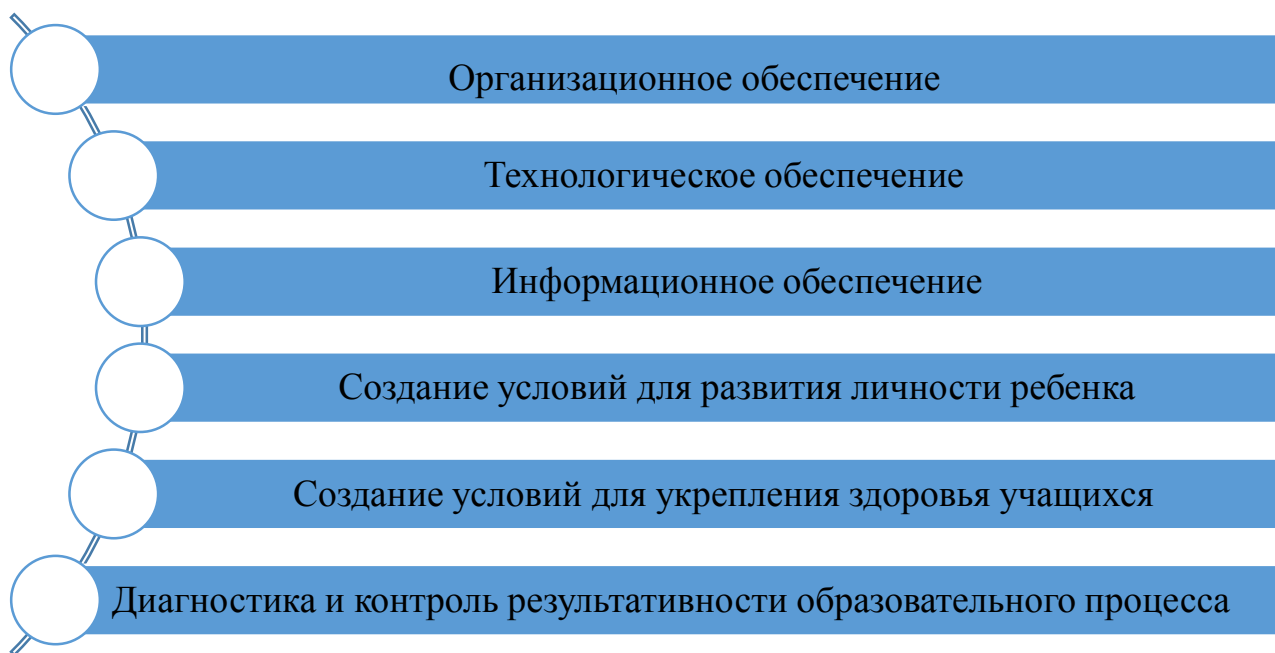 Организационное обеспечение
Технологическое обеспечение
Информационное обеспечение
Создание условий для развития личности ребенка
Создание условий для укрепления здоровья учащихся
Диагностика и контроль результативности образовательного процесса